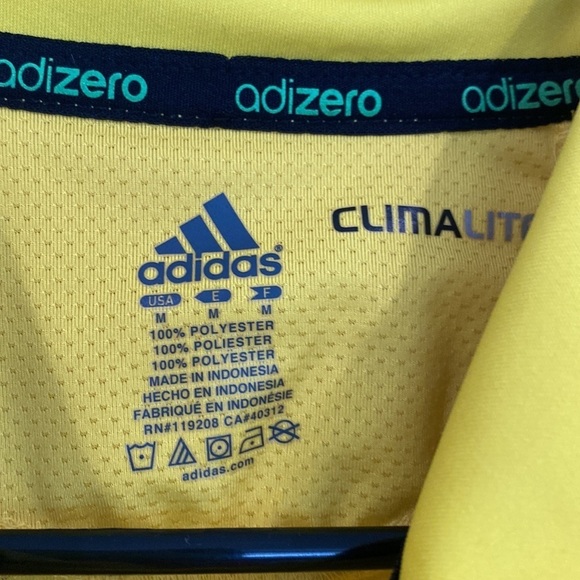 adizero adizero adizero
CLIMALITE
adidas®
USA E F
M M M
100% POLYESTER
100% POLIESTER
100% POLYESTER
MADE IN INDONESIA
HECHO EN INDONESIA
FABRIQUÉ EN INDONÉSIE
RN#119208 CA#40312
adidas.com